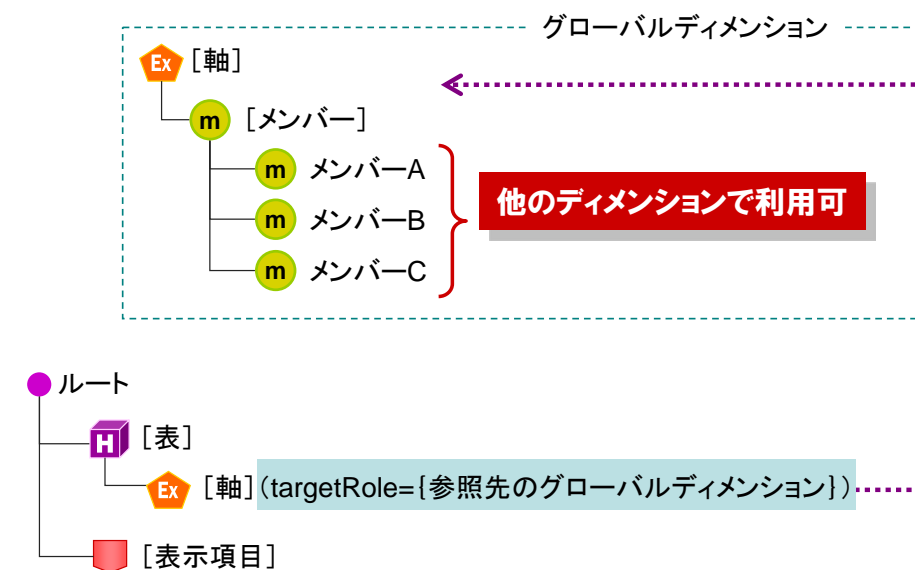 グローバルディメンション
Ex [軸]
m [メンバー]
m メンバーA
m メンバーB
m メンバーC
他のディメンションで利用可
ルート
H [表]
Ex [軸](targetRole={参照先のグローバルディメンション})
[表示項目]